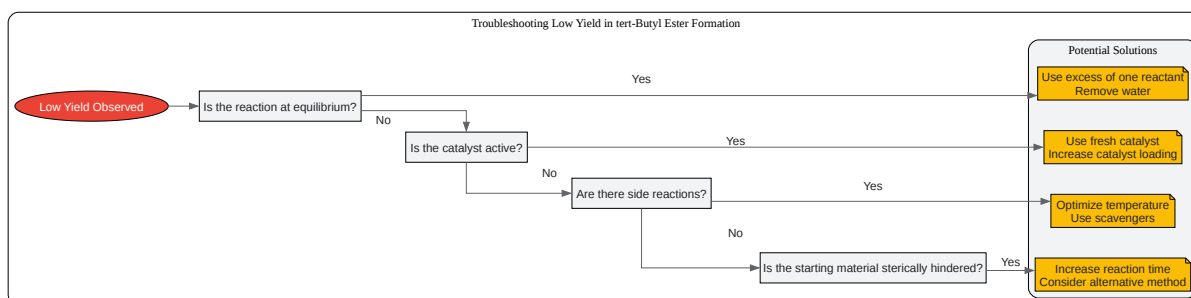 Troubleshooting Low Yield in tert-Butyl Ester Formation
Potential Solutions
Low Yield Observed
Is the reaction at equilibrium?
Yes
Use excess of one reactant
Remove water
No
Is the catalyst active?
Yes
Use fresh catalyst
Increase catalyst loading
No
Are there side reactions?
Yes
Optimize temperature
Use scavengers
No
Is the starting material sterically hindered?
Yes
Increase reaction time
Consider alternative method